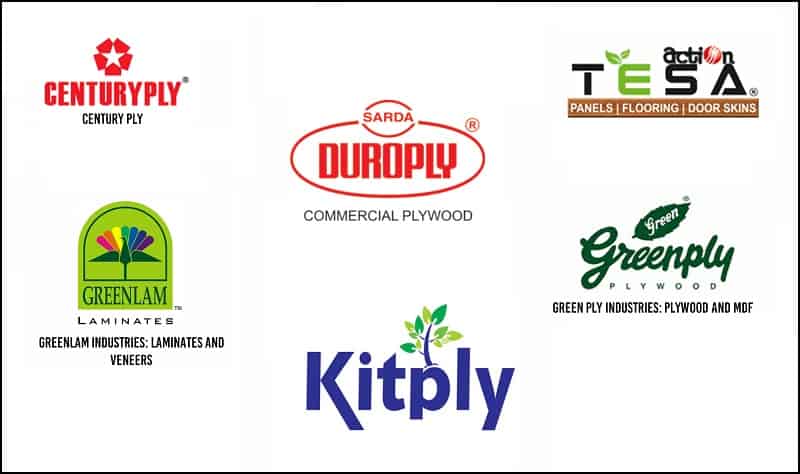 CENTURYPLY®
CENTURY PLY
SARDA
DUROPLY®
COMMERCIAL PLYWOOD
action
TESA®
PANELS | FLOORING | DOOR SKINS
GREENLAM
LAMINATES™
GREENLAM INDUSTRIES: LAMINATES AND
VENEERS
Green®
Greenply
PLYWOOD
GREEN PLY INDUSTRIES: PLYWOOD AND MDF
Kitply